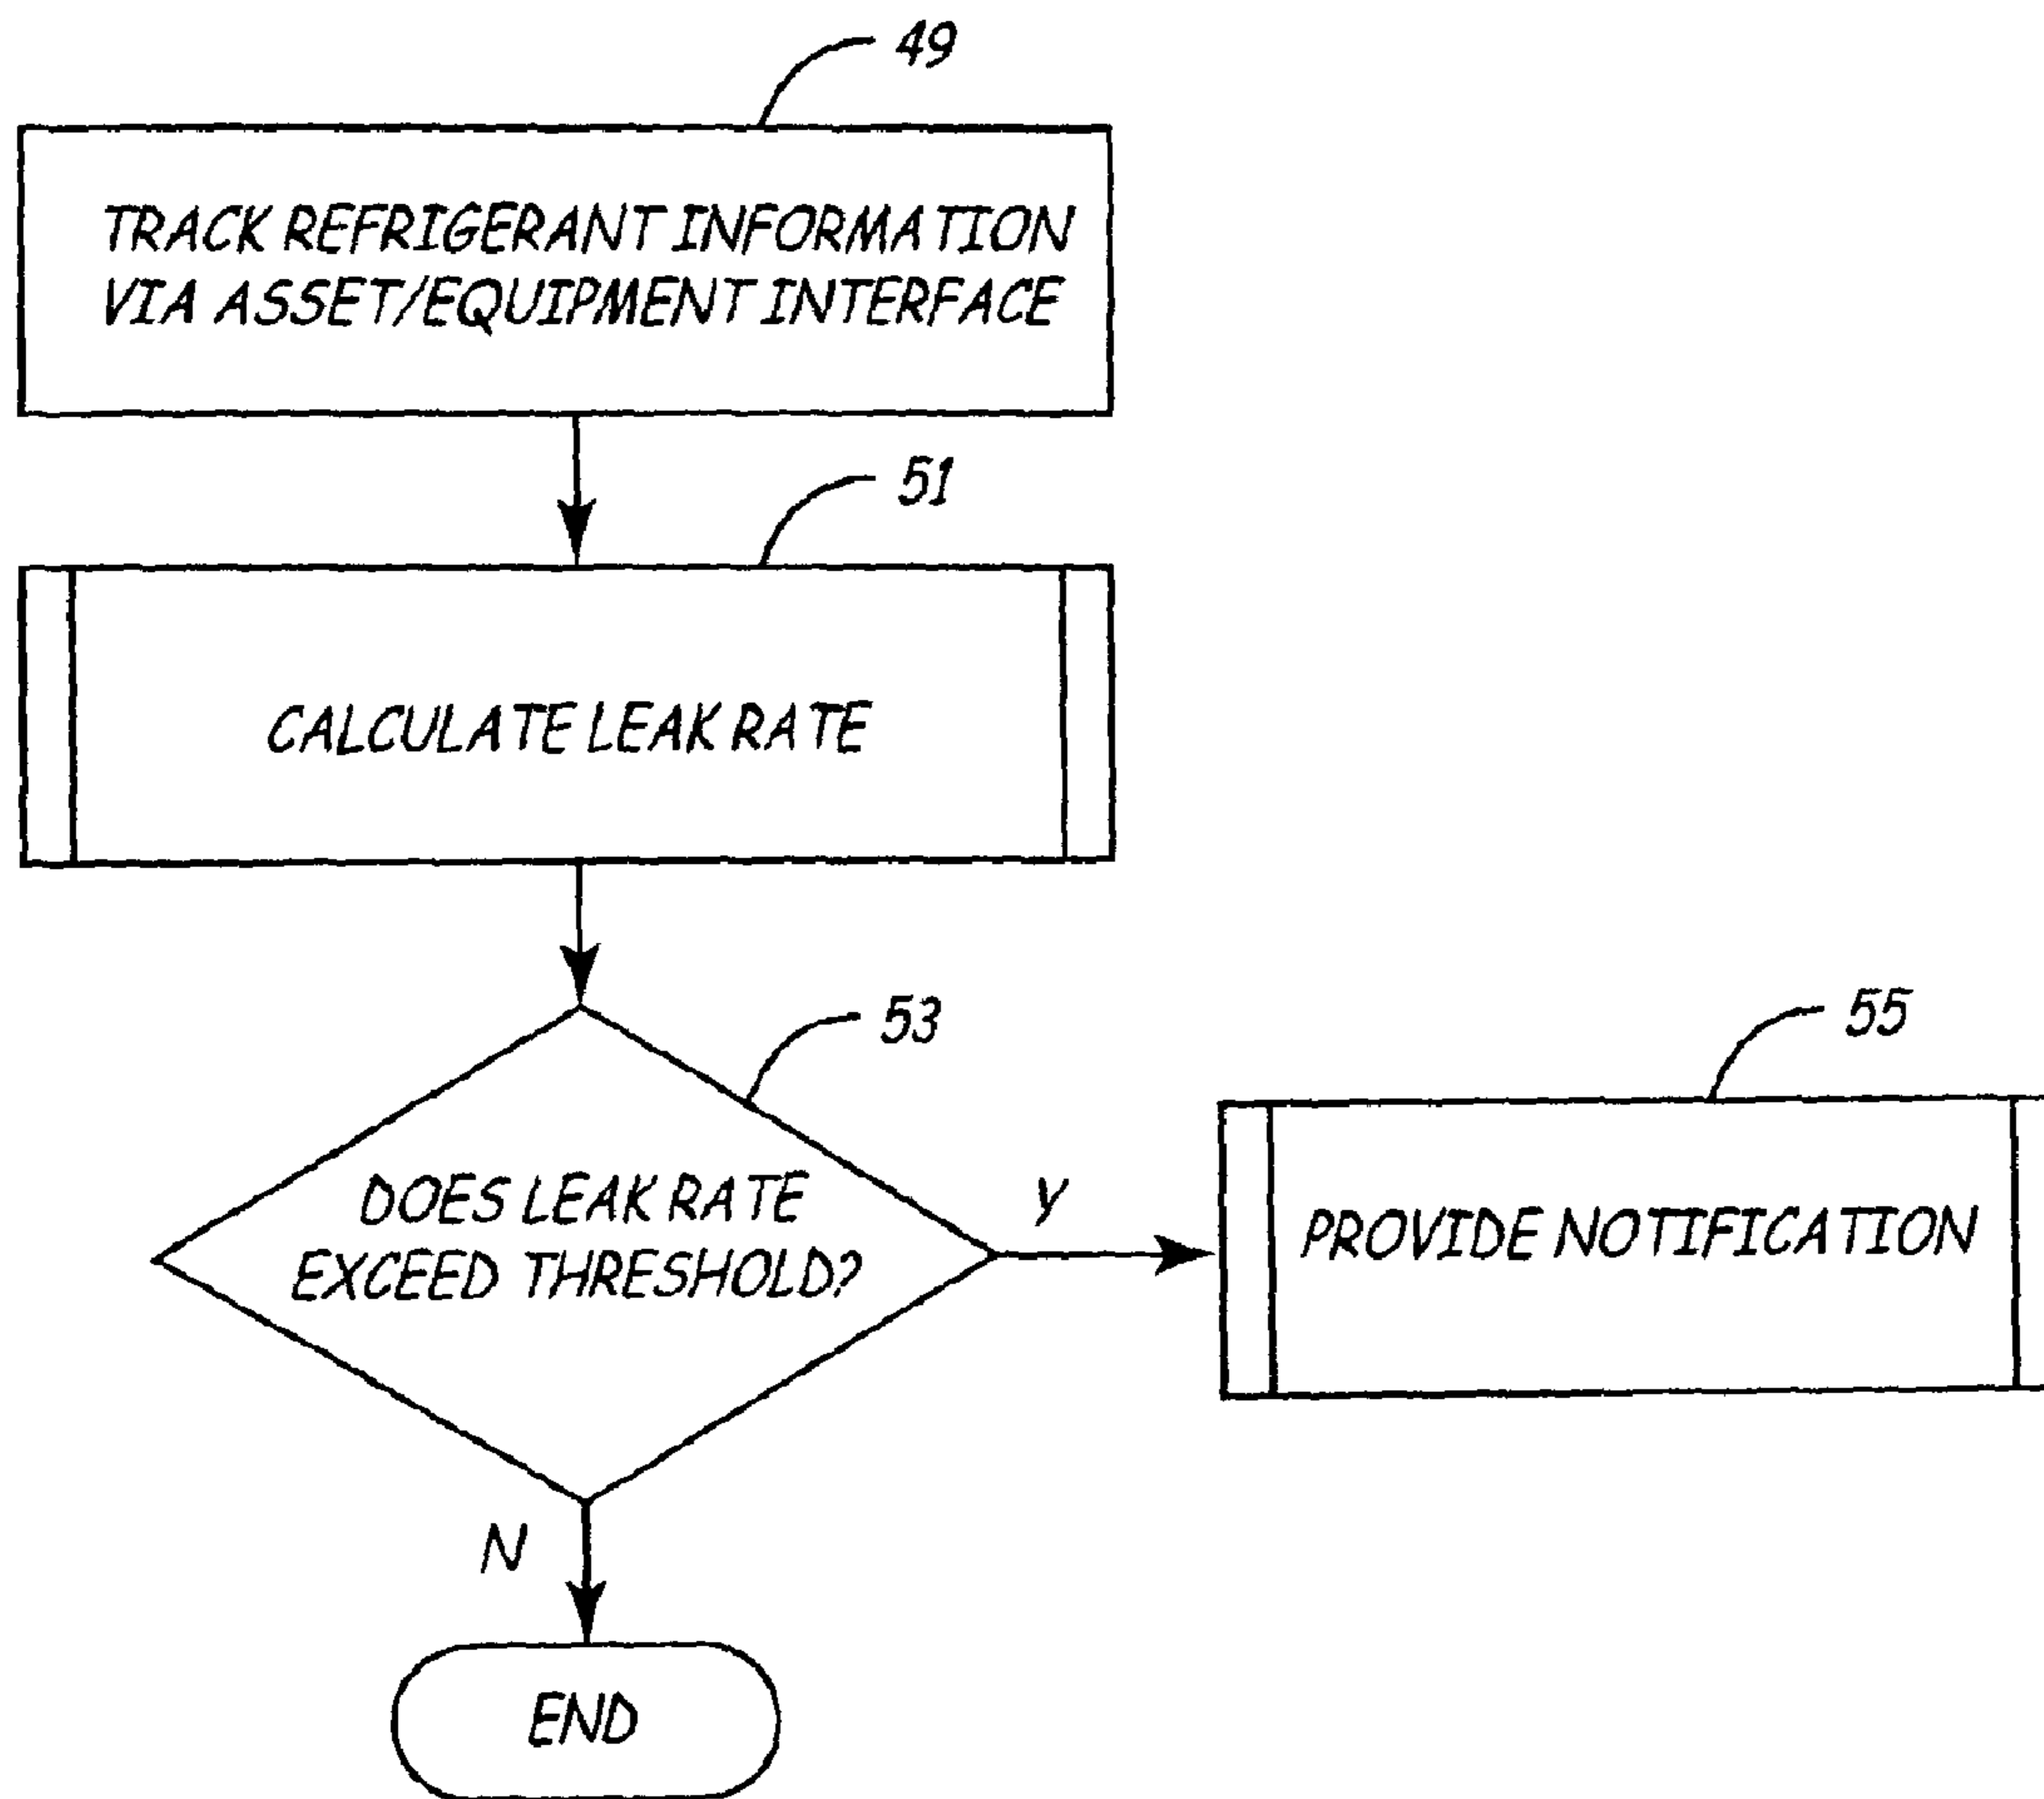 49
TRACK REFRIGERANT INFORMATION
VIA ASSET/EQUIPMENT INTERFACE
51
CALCULATE LEAK RATE
53
DOES LEAK RATE
EXCEED THRESHOLD?
Y
55
PROVIDE NOTIFICATION
N
END